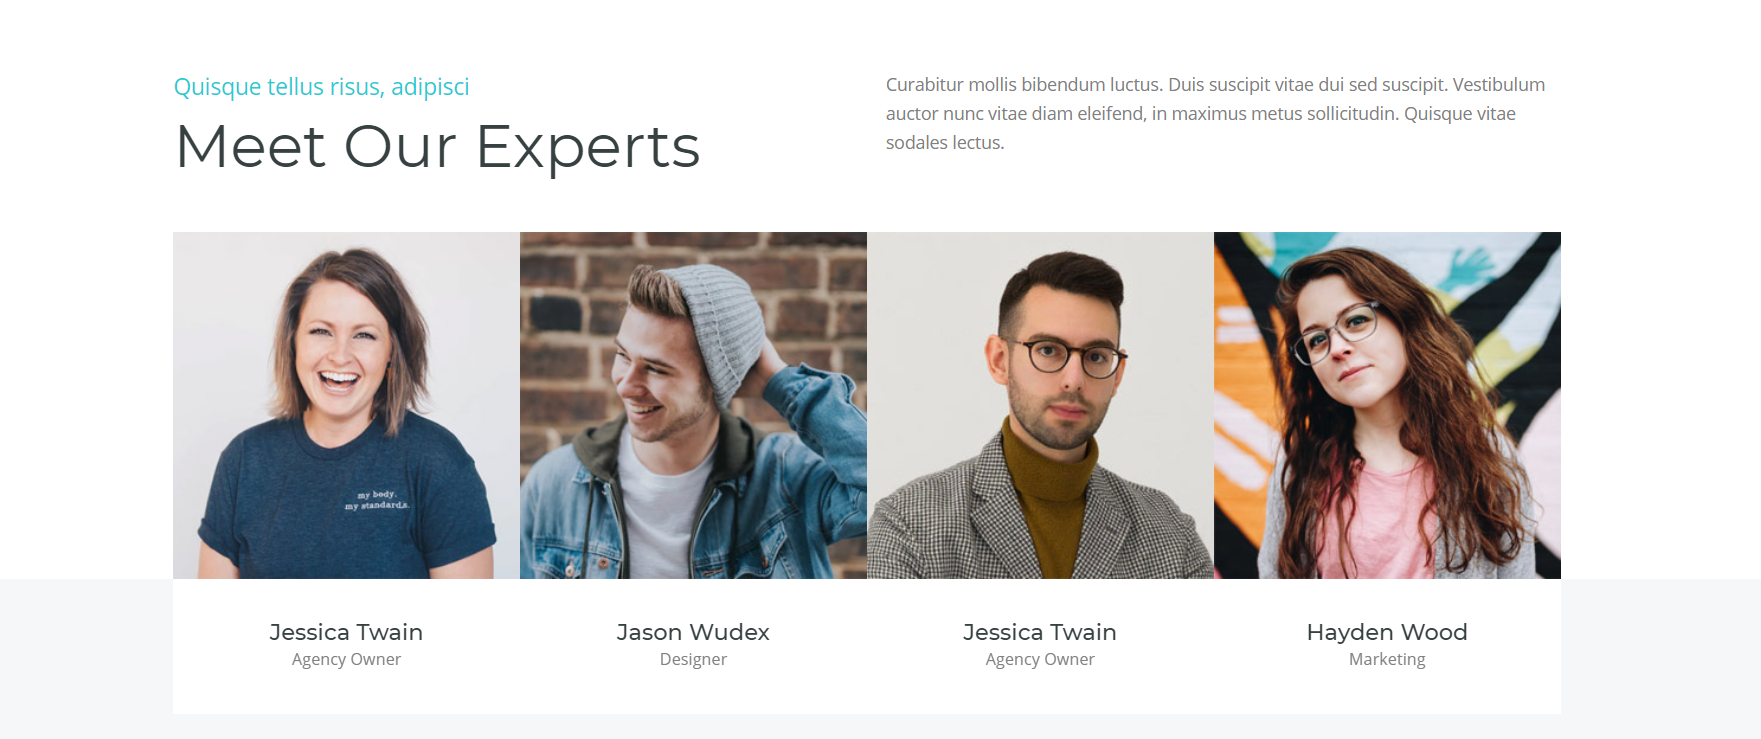 Quisque tellus risus, adipisci
Meet Our Experts
Curabitur mollis bibendum luctus. Duis suscipit vitae dui sed suscipit. Vestibulum
auctor nunc vitae diam eleifend, in maximus metus sollicitudin. Quisque vitae
sodales lectus.
my body.
my standards.
Jessica Twain
Agency Owner
Jason Wudex
Designer
Jessica Twain
Agency Owner
Hayden Wood
Marketing